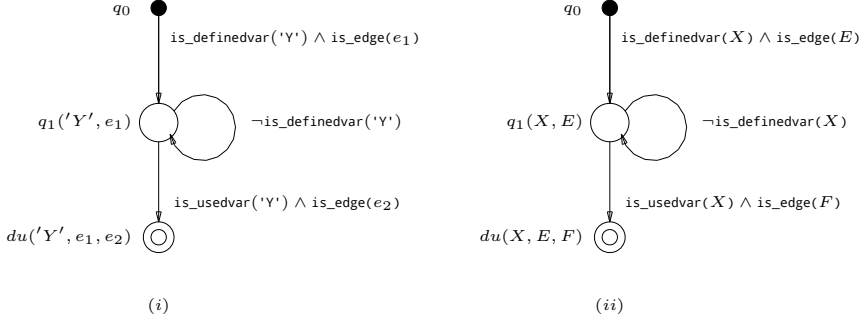 q0
is_definedvar('Y') ∧ is_edge(e1)
q1('Y', e1)
¬is_definedvar('Y')
is_usedvar('Y') ∧ is_edge(e2)
du('Y', e1, e2)
(i)
q0
is_definedvar(X) ∧ is_edge(E)
q1(X, E)
¬is_definedvar(X)
is_usedvar(X) ∧ is_edge(F)
du(X, E, F)
(ii)